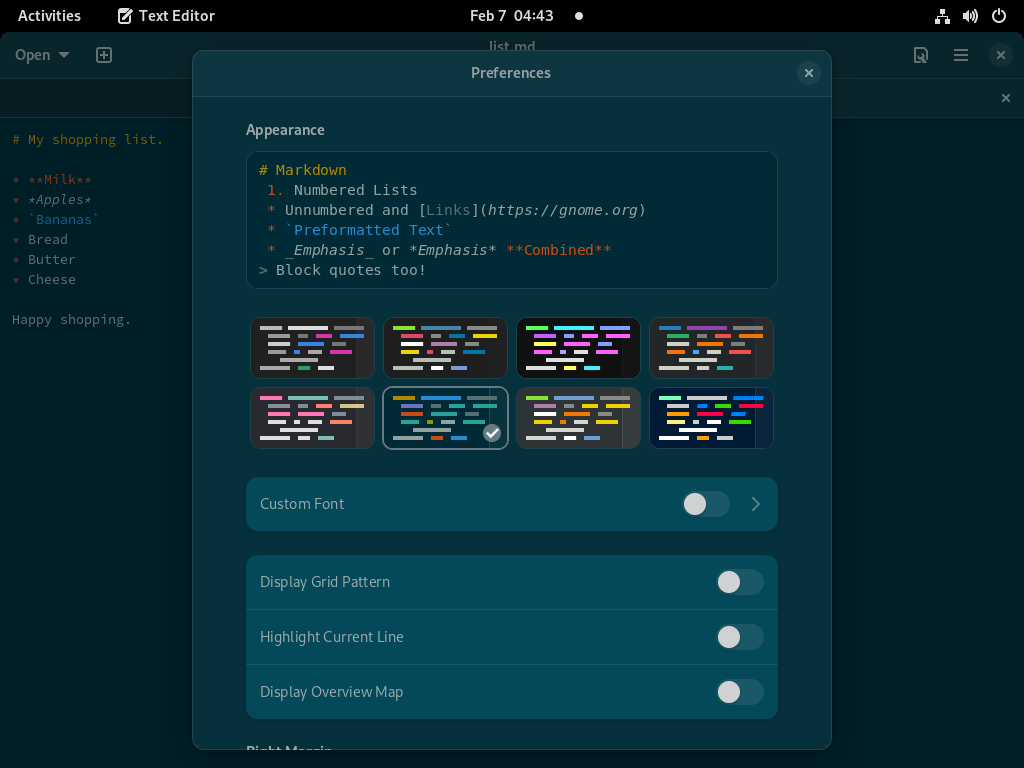 Activities Text Editor Feb 7 04:43
list.md
Open
Preferences
# My shopping list.
* **Milk**
* *Apples*
* `Bananas`
* Bread
* Butter
* Cheese
Happy shopping.
Appearance
# Markdown
1. Numbered Lists
* Unnumbered and [Links](https://gnome.org)
* `Preformatted Text`
* _Emphasis_ or *Emphasis* **Combined**
> Block quotes too!
Custom Font
Display Grid Pattern
Highlight Current Line
Display Overview Map
Right Margin